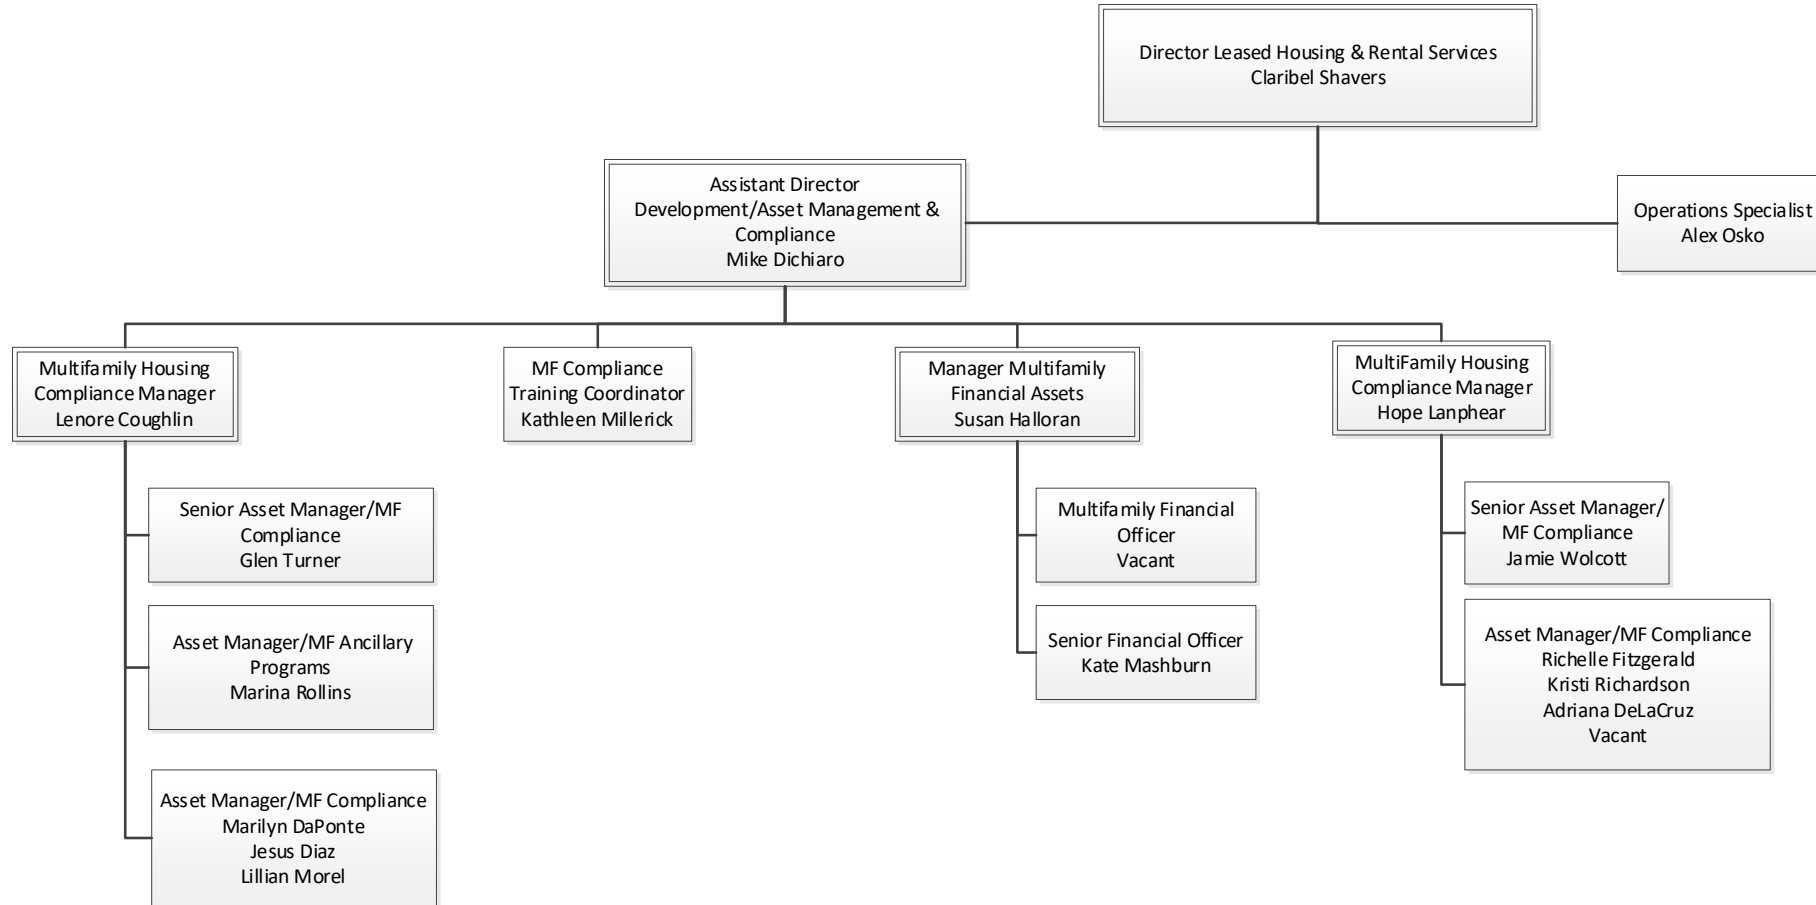 Director Leased Housing & Rental Services
Claribel Shavers
Assistant Director
Development/Asset Management &
Compliance
Mike Dichiaro
Operations Specialist
Alex Osko
Multifamily Housing
Compliance Manager
Lenore Coughlin
MF Compliance
Training Coordinator
Kathleen Millerick
Manager Multifamily
Financial Assets
Susan Halloran
MultiFamily Housing
Compliance Manager
Hope Lanphear
Senior Asset Manager/MF
Compliance
Glen Turner
Asset Manager/MF Ancillary
Programs
Marina Rollins
Asset Manager/MF Compliance
Marilyn DaPonte
Jesus Diaz
Lillian Morel
Multifamily Financial
Officer
Vacant
Senior Financial Officer
Kate Mashburn
Senior Asset Manager/
MF Compliance
Jamie Wolcott
Asset Manager/MF Compliance
Richelle Fitzgerald
Kristi Richardson
Adriana DeLaCruz
Vacant